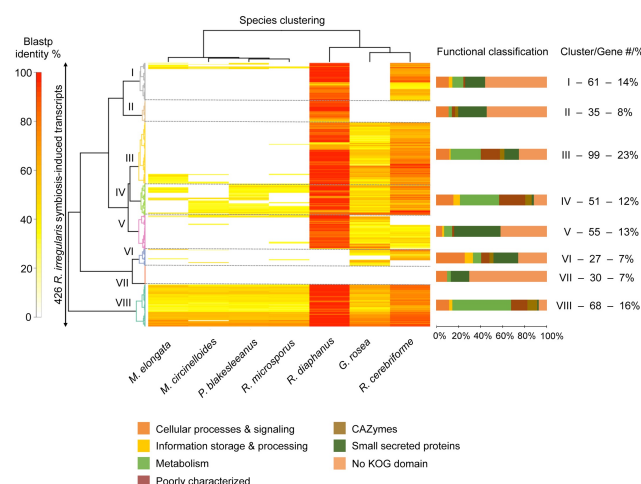 Species clustering
Blastp
identity %
Functional classification
Cluster/Gene #/%
100
80
60
40
20
0
426 R. irregularis symbiosis-induced transcripts
I
II
III
IV
V
VI
VII
VIII
I – 61 – 14%
II – 35 – 8%
III – 99 – 23%
IV – 51 – 12%
V – 55 – 13%
VI – 27 – 7%
VII – 30 – 7%
VIII – 68 – 16%
0% 20% 40% 60% 80% 100%
M. elongata
M. circinelloides
P. blakesleeanus
R. microsporus
R. diaphanus
G. rosea
R. cerebriforme
Cellular processes & signaling
Information storage & processing
Metabolism
Poorly characterized
CAZymes
Small secreted proteins
No KOG domain